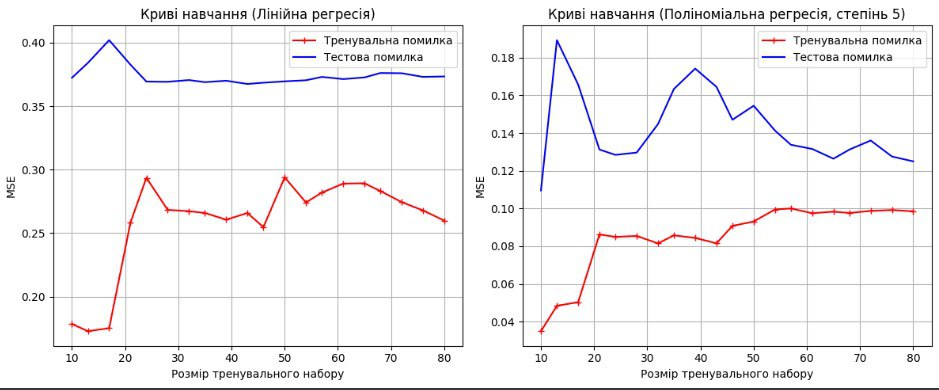 Криві навчання (Лінійна регресія)
Тренувальна помилка
Тестова помилка
MSE
0.40
0.35
0.30
0.25
0.20
10 20 30 40 50 60 70 80
Розмір тренувального набору
Криві навчання (Поліноміальна регресія, степінь 5)
Тренувальна помилка
Тестова помилка
MSE
0.18
0.16
0.14
0.12
0.10
0.08
0.06
0.04
10 20 30 40 50 60 70 80
Розмір тренувального набору